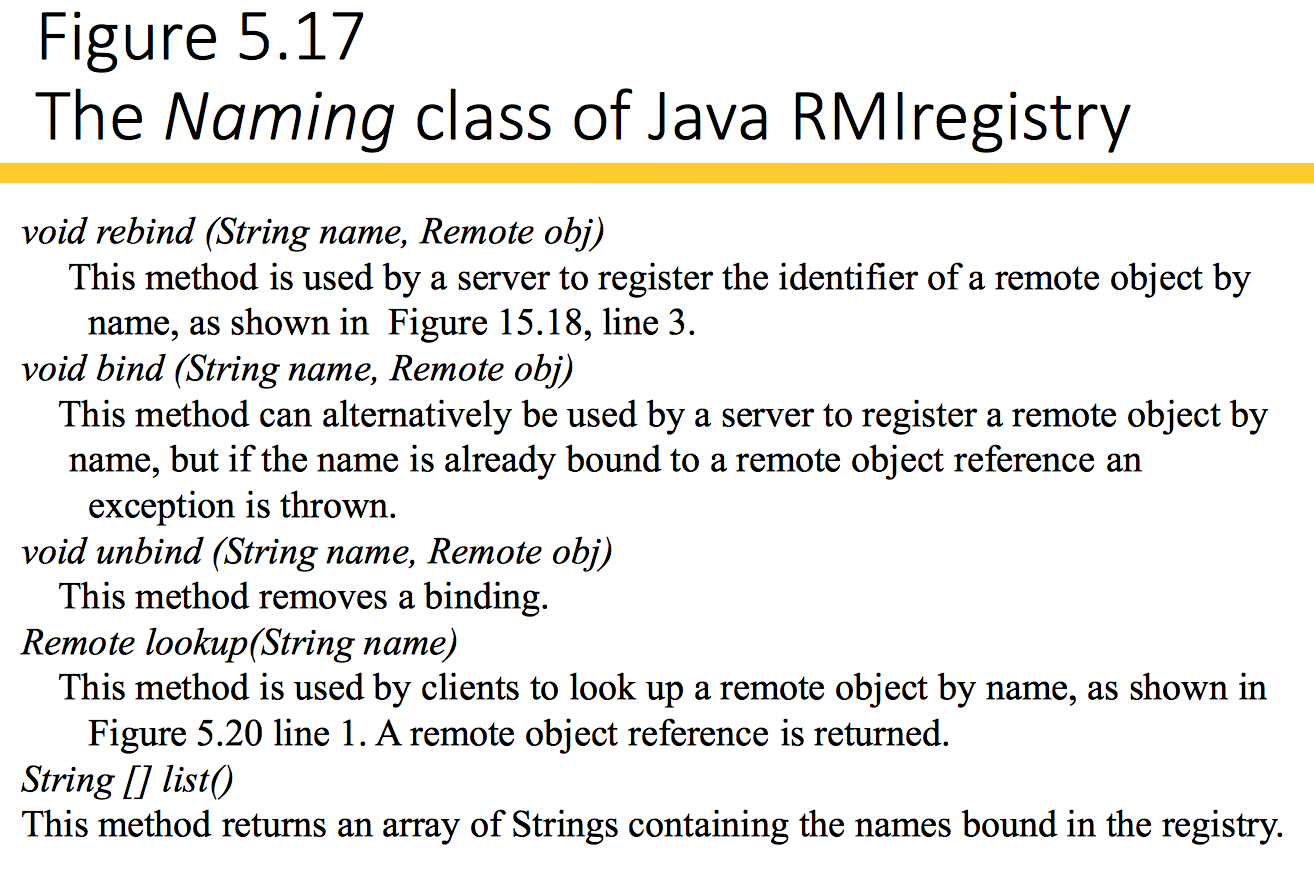 Figure 5.17
The Naming class of Java RMIregistry
void rebind (String name, Remote obj)
This method is used by a server to register the identifier of a remote object by
name, as shown in Figure 15.18, line 3.
void bind (String name, Remote obj)
This method can alternatively be used by a server to register a remote object by
name, but if the name is already bound to a remote object reference an
exception is thrown.
void unbind (String name, Remote obj)
This method removes a binding.
Remote lookup(String name)
This method is used by clients to look up a remote object by name, as shown in
Figure 5.20 line 1. A remote object reference is returned.
String [] list()
This method returns an array of Strings containing the names bound in the registry.